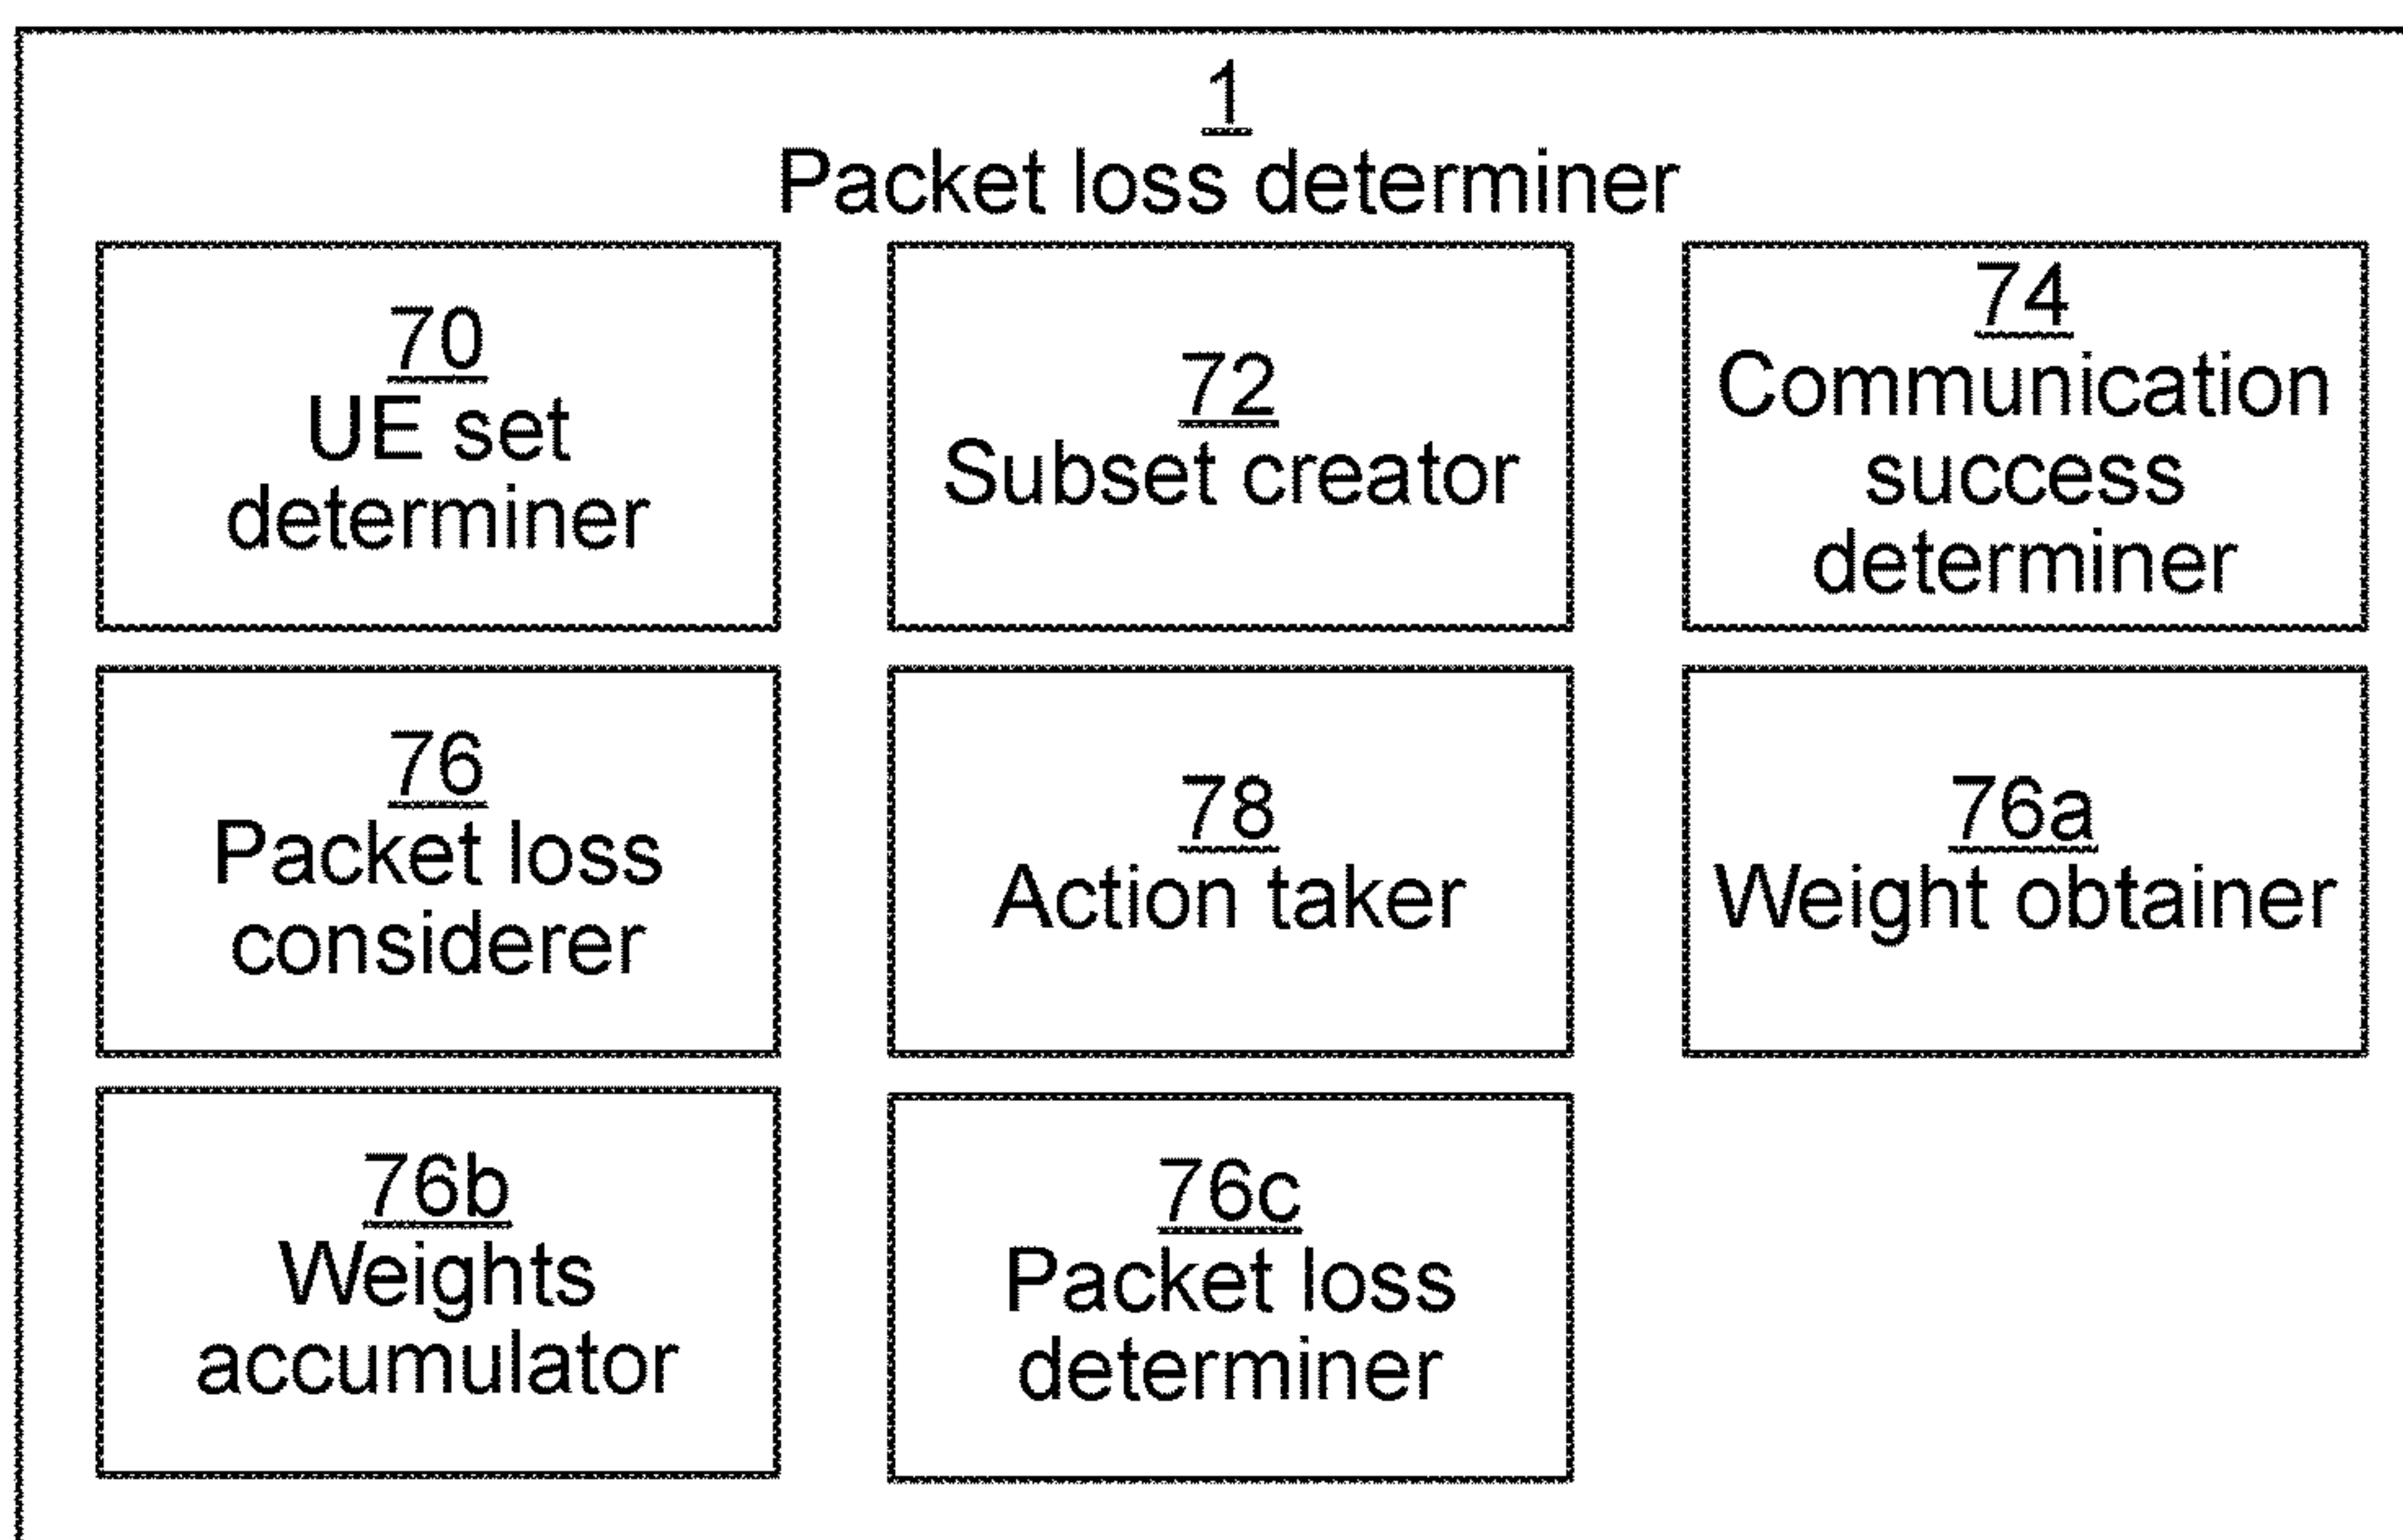 1
Packet loss determiner
70
UE set
determiner
72
Subset creator
74
Communication
success
determiner
76
Packet loss
considerer
78
Action taker
76a
Weight obtainer
76b
Weights
accumulator
76c
Packet loss
determiner